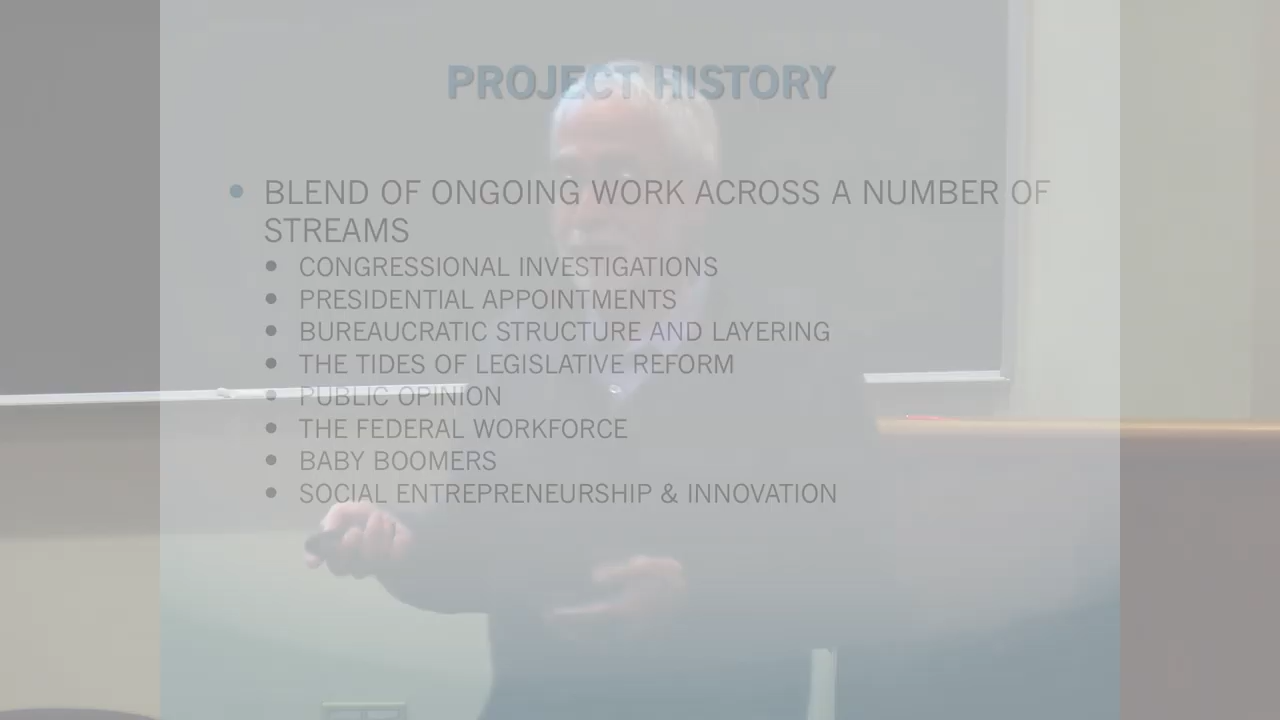 PROJECT HISTORY
• BLEND OF ONGOING WORK ACROSS A NUMBER OF
STREAMS
• CONGRESSIONAL INVESTIGATIONS
• PRESIDENTIAL APPOINTMENTS
• BUREAUCRATIC STRUCTURE AND LAYERING
• THE TIDES OF LEGISLATIVE REFORM
• PUBLIC OPINION
• THE FEDERAL WORKFORCE
• BABY BOOMERS
• SOCIAL ENTREPRENEURSHIP & INNOVATION